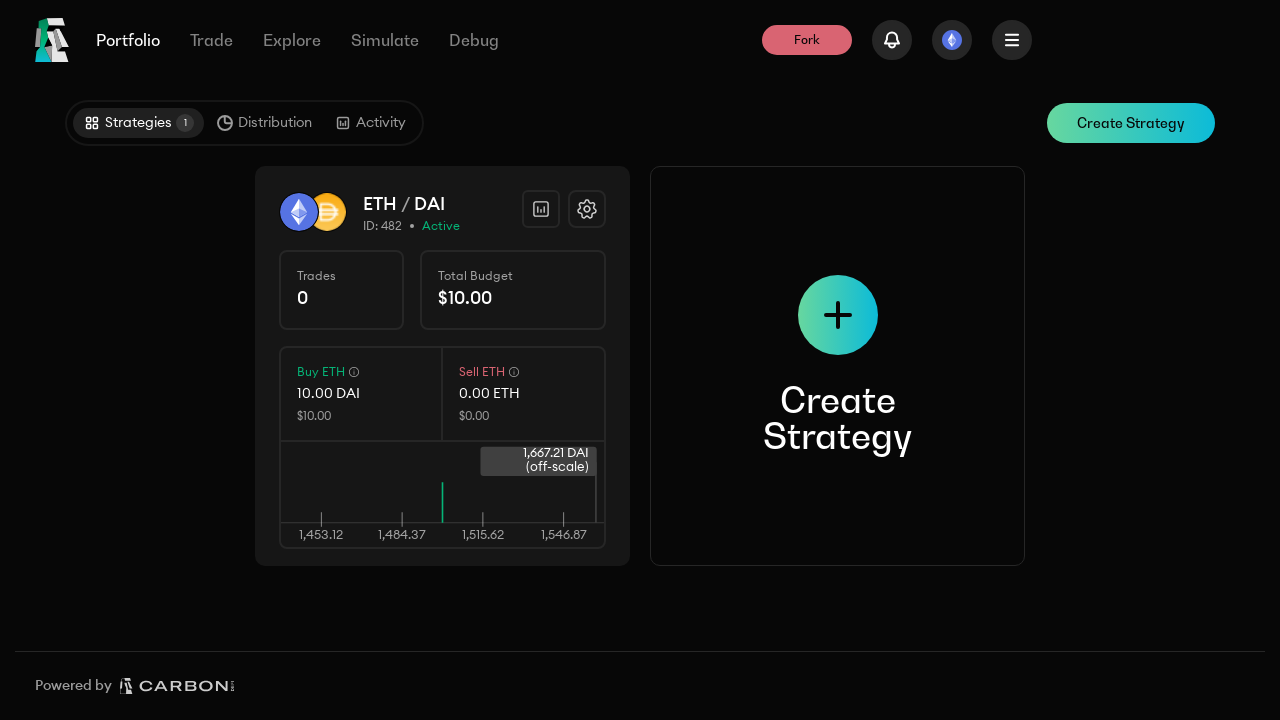 Portfolio
Trade
Explore
Simulate
Debug
Fork
Strategies 1
Distribution
Activity
Create Strategy
ETH / DAI
ID: 482 • Active
Trades
0
Total Budget
$10.00
Buy ETH
10.00 DAI
$10.00
Sell ETH
0.00 ETH
$0.00
1,667.21 DAI
(off-scale)
1,453.12
1,484.37
1,515.62
1,546.87
Create
Strategy
Powered by CARBON